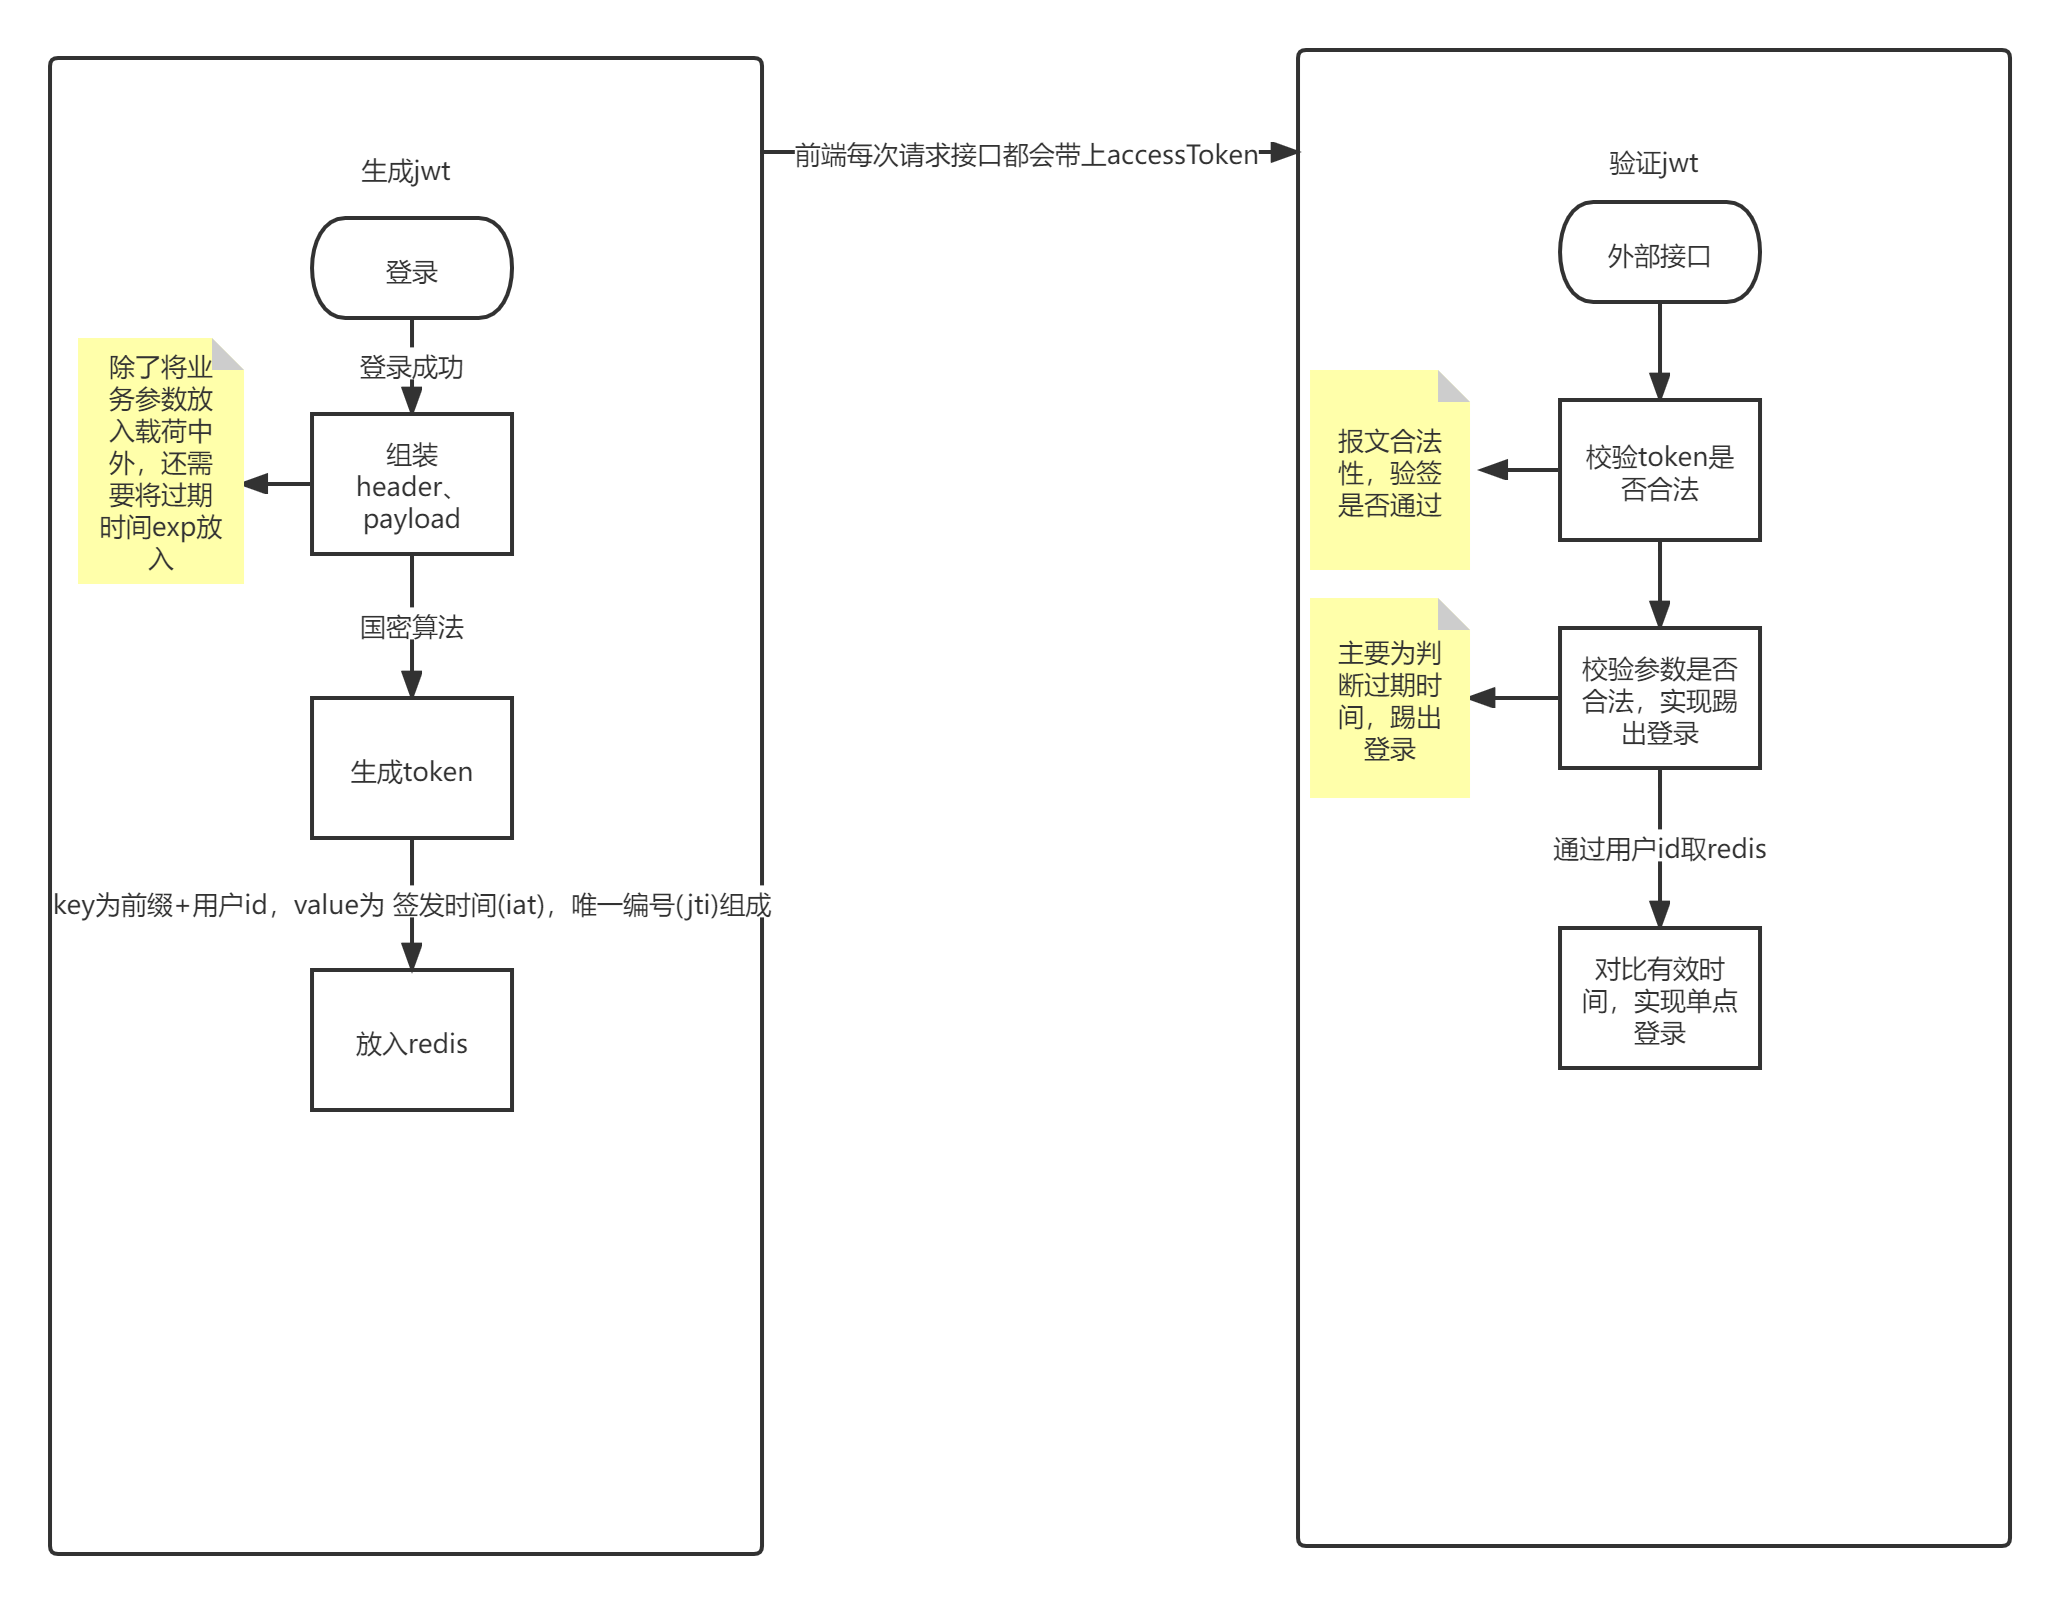 生成jwt
登录
登录成功
除了将业
务参数放
入载荷中
外，还需
要将过期
时间exp放
入
组装
header、
payload
国密算法
生成token
key为前缀+用户id，value为 签发时间(iat)，唯一编号(jti)组成
放入redis
前端每次请求接口都会带上accessToken
验证jwt
外部接口
报文合法
性，验签
是否通过
校验token是
否合法
主要为判
断过期时
间，踢出
登录
校验参数是否
合法，实现踢
出登录
通过用户id取redis
对比有效时
间，实现单点
登录